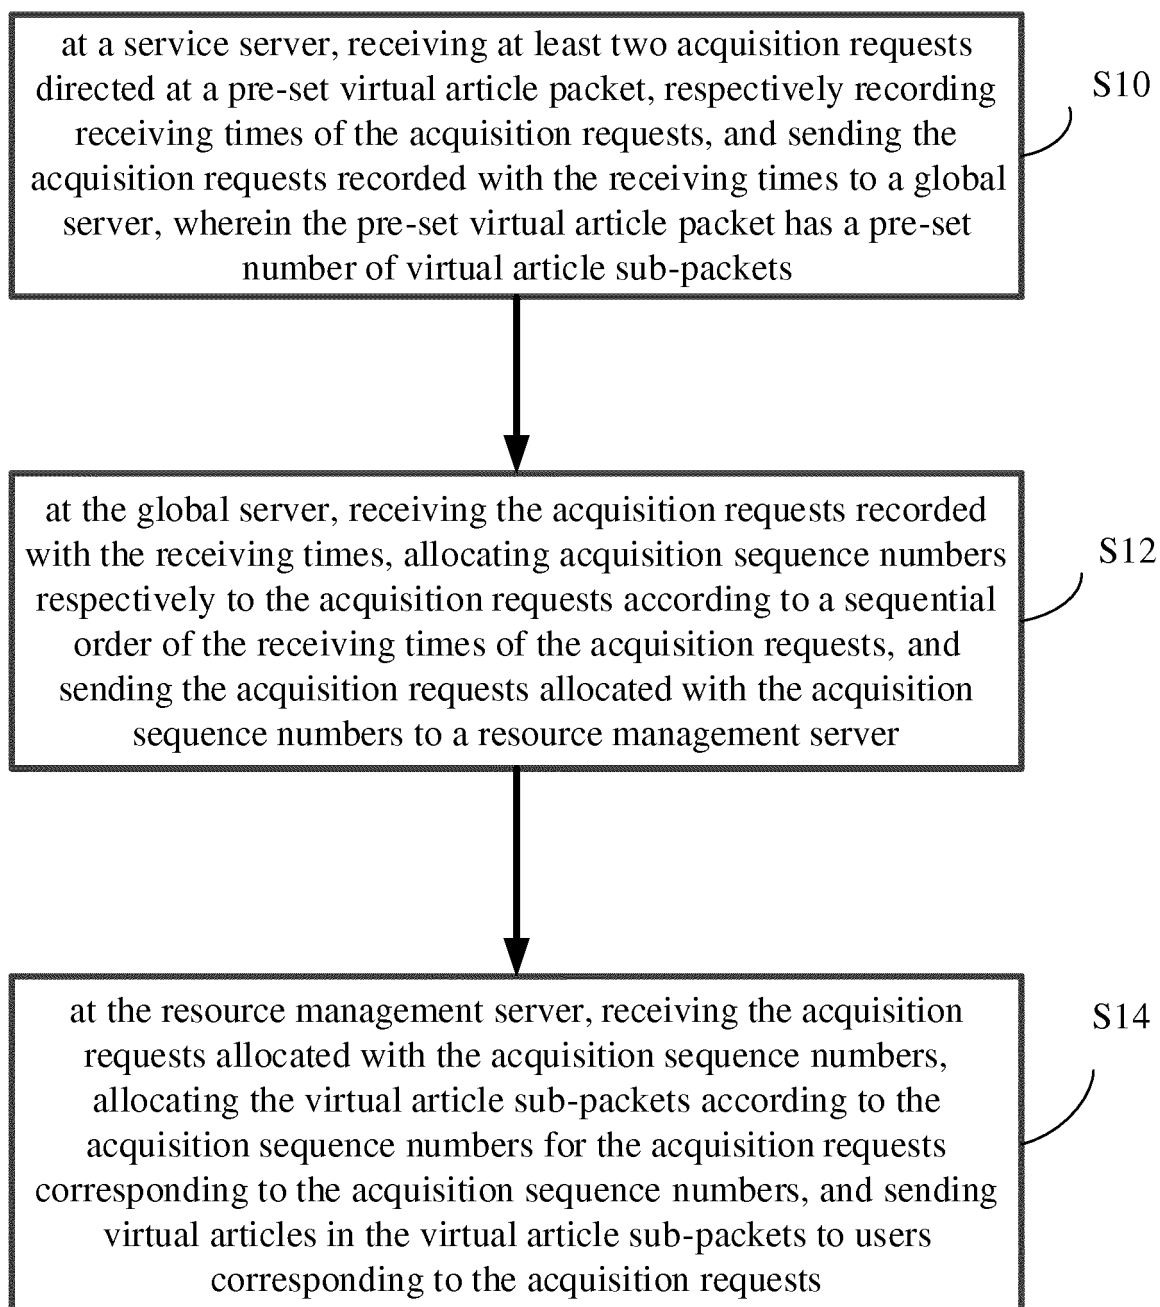 at a service server, receiving at least two acquisition requests
directed at a pre-set virtual article packet, respectively recording
receiving times of the acquisition requests, and sending the
acquisition requests recorded with the receiving times to a global
server, wherein the pre-set virtual article packet has a pre-set
number of virtual article sub-packets
S10
at the global server, receiving the acquisition requests recorded
with the receiving times, allocating acquisition sequence numbers
respectively to the acquisition requests according to a sequential
order of the receiving times of the acquisition requests, and
sending the acquisition requests allocated with the acquisition
sequence numbers to a resource management server
S12
at the resource management server, receiving the acquisition
requests allocated with the acquisition sequence numbers,
allocating the virtual article sub-packets according to the
acquisition sequence numbers for the acquisition requests
corresponding to the acquisition sequence numbers, and sending
virtual articles in the virtual article sub-packets to users
corresponding to the acquisition requests
S14